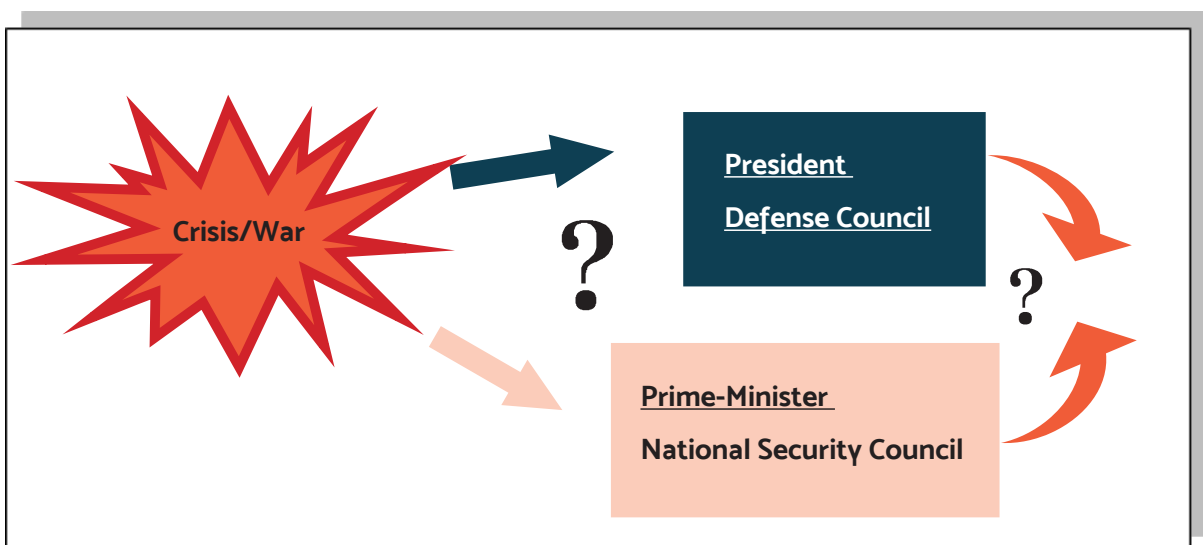 Crisis/War
?
President
Defense Council
?
Prime-Minister
National Security Council